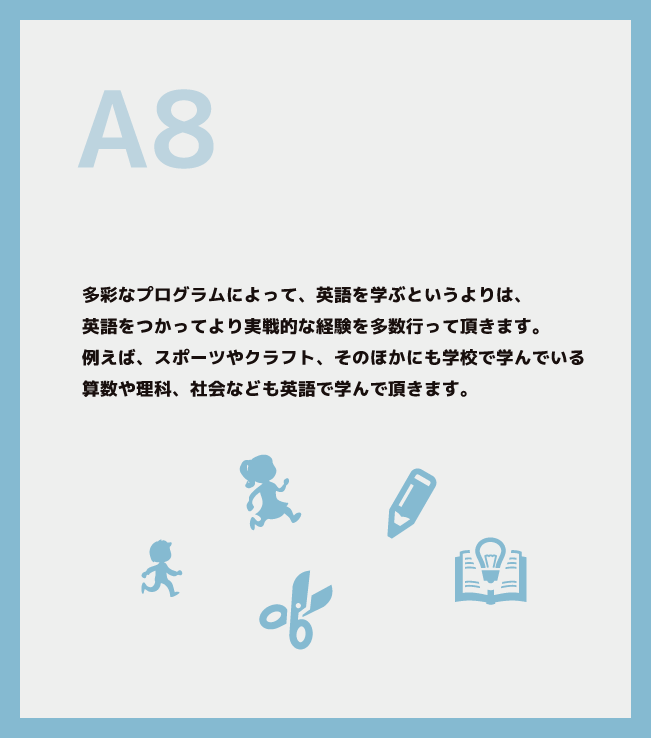 A8
多彩なプログラムによって、英語を学ぶというよりは、
英語をつかってより実戦的な経験を多数行って頂きます。
例えば、スポーツやクラフト、そのほかにも学校で学んでいる
算数や理科、社会なども英語で学んで頂きます。